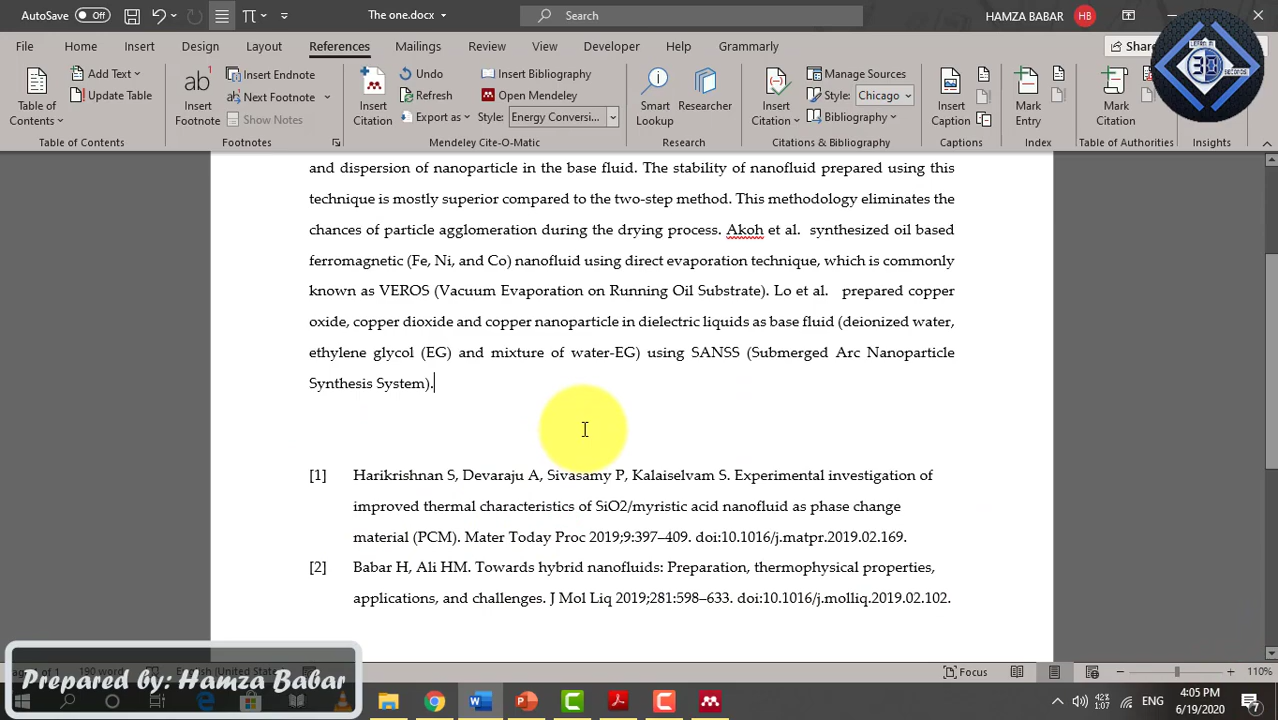 AutoSave Off
The one.docx
Search
HAMZA BABAR
HB
File Home Insert Design Layout References Mailings Review View Developer Help Grammarly
Share
LEARN IN
30
SECONDS
Table of
Contents
Add Text
Update Table
Table of Contents
ab
Insert
Footnote
Insert Endnote
Next Footnote
Show Notes
Footnotes
Insert
Citation
Undo
Refresh
Export as
Insert Bibliography
Open Mendeley
Style: Energy Conversi...
Mendeley Cite-O-Matic
Smart
Lookup
Researcher
Research
Insert
Citation
Manage Sources
Style: Chicago
Bibliography
Citations & Bibliography
Insert
Caption
Captions
Mark
Entry
Index
Mark
Citation
Table of Authorities
Insights
and dispersion of nanoparticle in the base fluid. The stability of nanofluid prepared using this
technique is mostly superior compared to the two-step method. This methodology eliminates the
chances of particle agglomeration during the drying process. Akoh et al. synthesized oil based
ferromagnetic (Fe, Ni, and Co) nanofluid using direct evaporation technique, which is commonly
known as VEROS (Vacuum Evaporation on Running Oil Substrate). Lo et al. prepared copper
oxide, copper dioxide and copper nanoparticle in dielectric liquids as base fluid (deionized water,
ethylene glycol (EG) and mixture of water-EG) using SANSS (Submerged Arc Nanoparticle
Synthesis System).
[1] Harikrishnan S, Devaraju A, Sivasamy P, Kalaiselvam S. Experimental investigation of
improved thermal characteristics of SiO2/myristic acid nanofluid as phase change
material (PCM). Mater Today Proc 2019;9:397–409. doi:10.1016/j.matpr.2019.02.169.
[2] Babar H, Ali HM. Towards hybrid nanofluids: Preparation, thermophysical properties,
applications, and challenges. J Mol Liq 2019;281:598–633. doi:10.1016/j.molliq.2019.02.102.
190 words English (United States)
Focus
110%
Prepared by: Hamza Babar
ENG
4:05 PM
6/19/2020
7